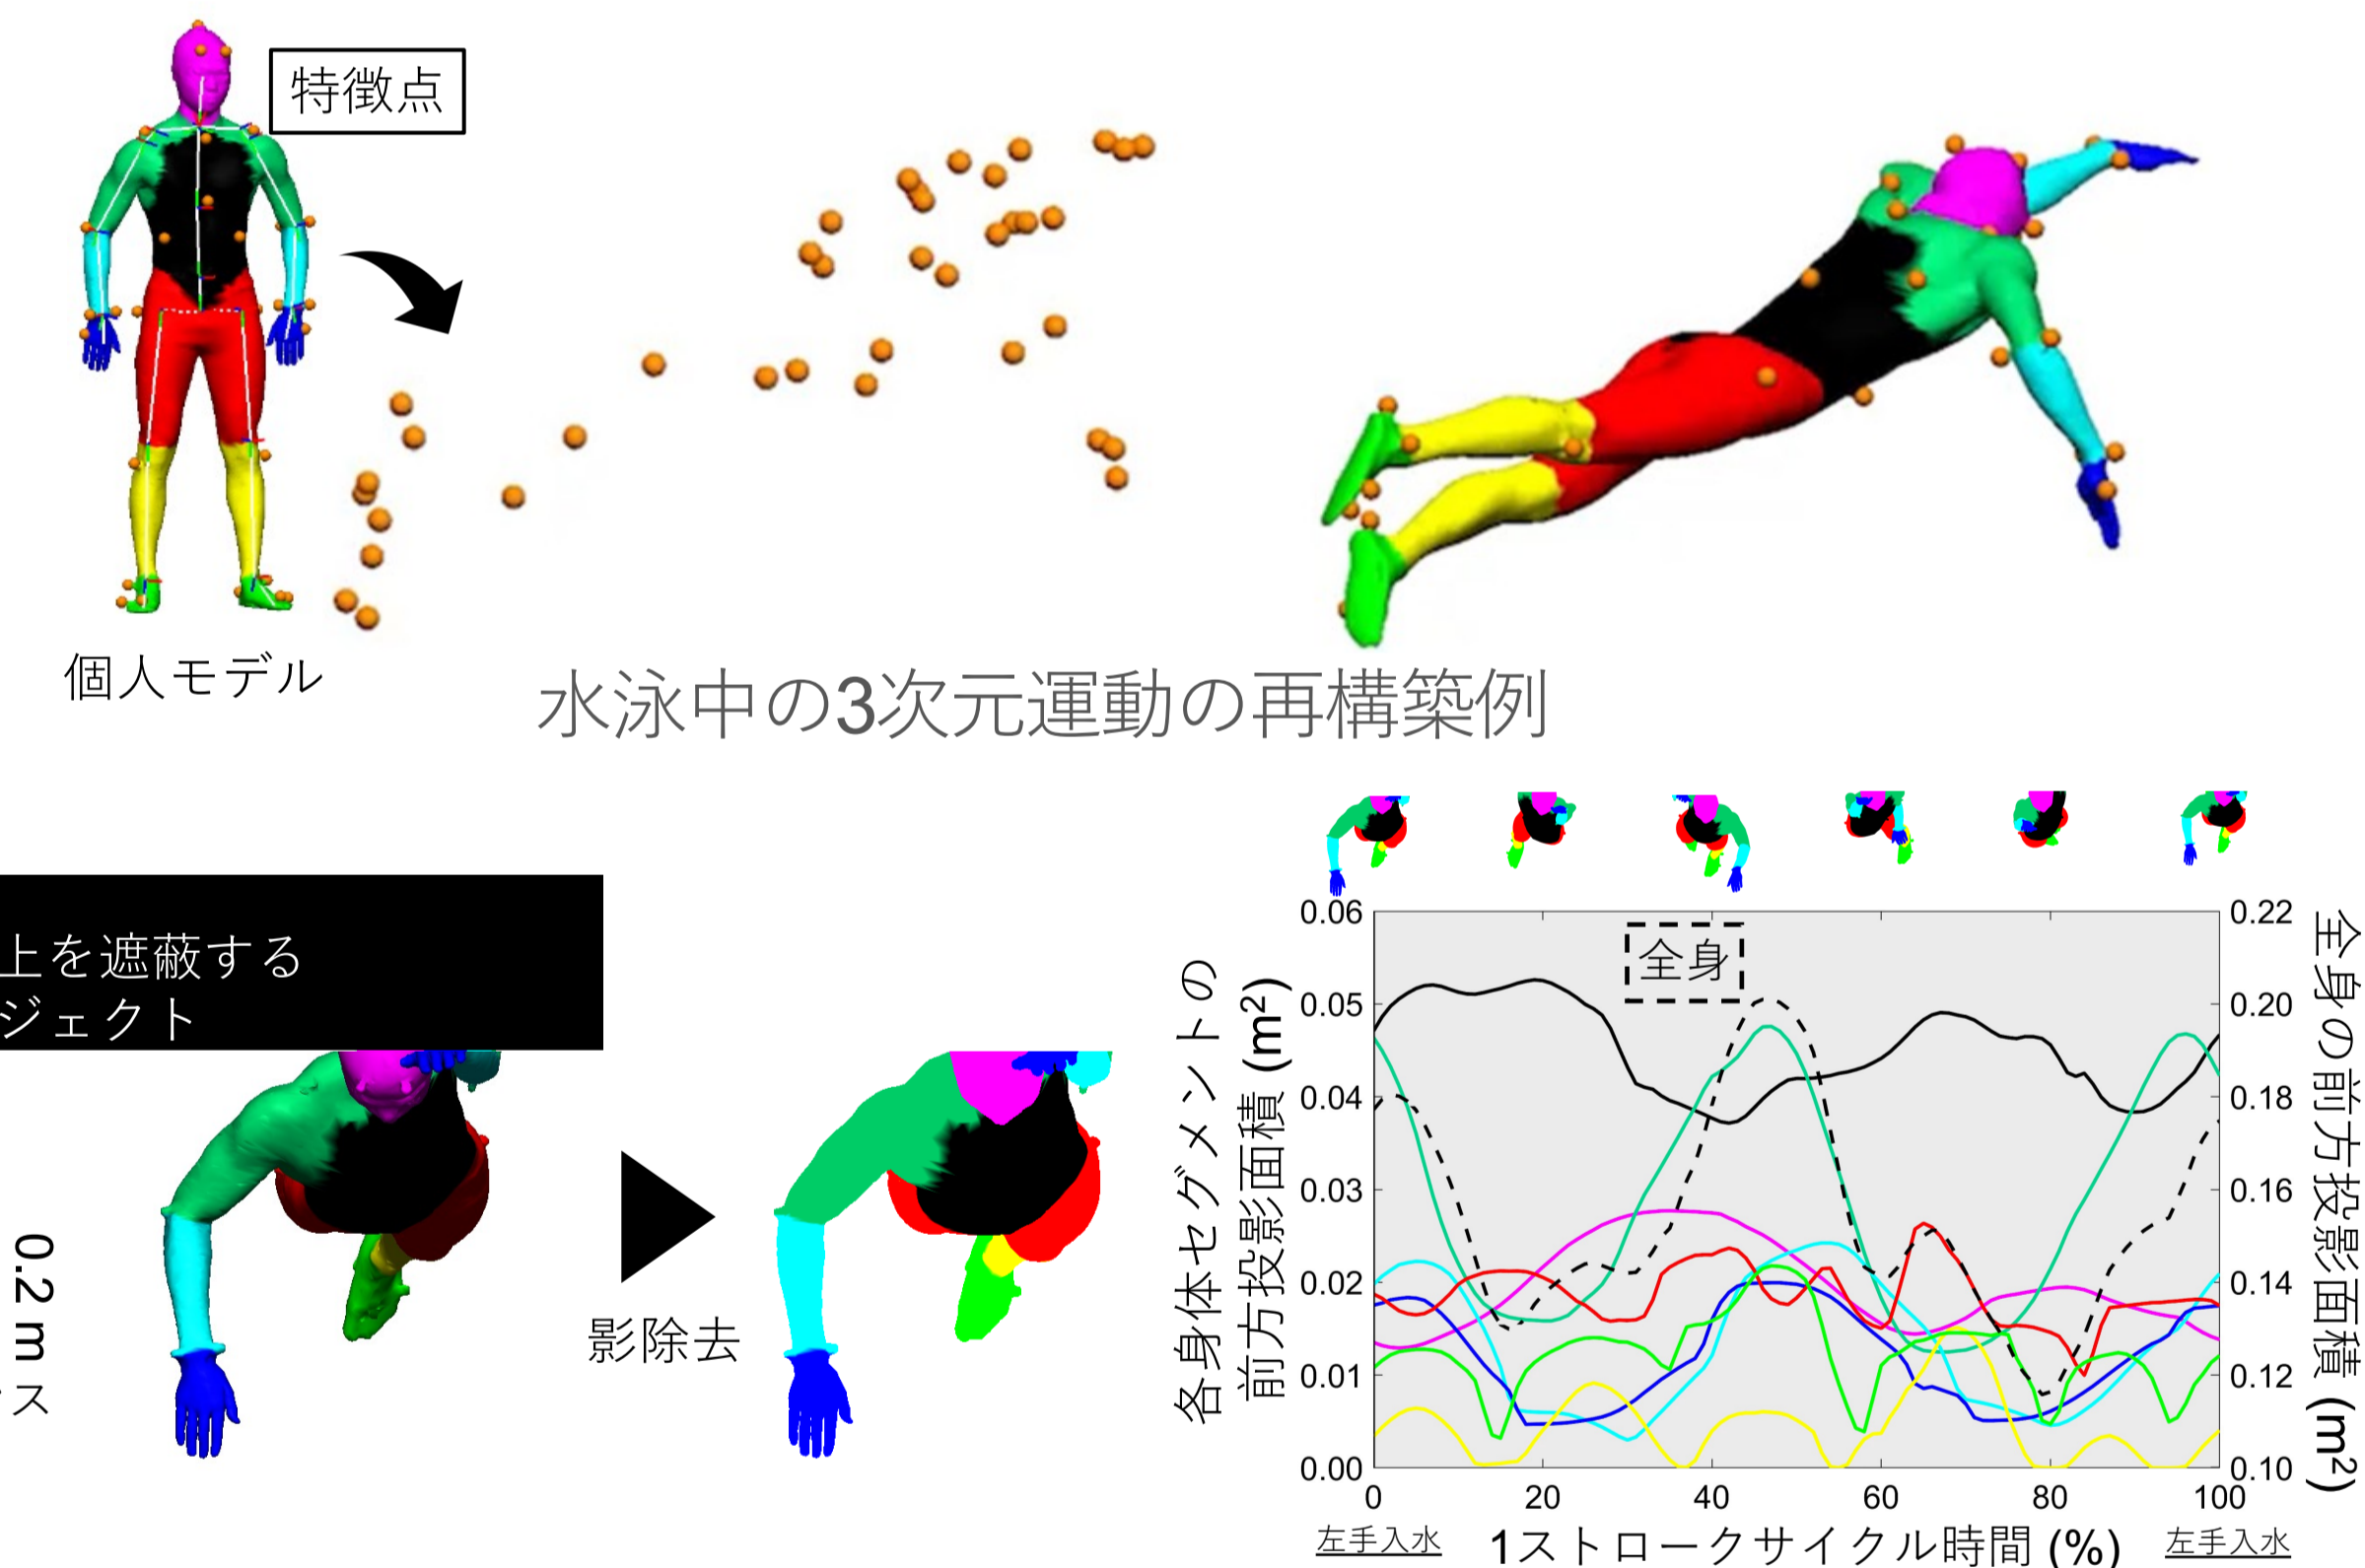 特徴点
個人モデル
水泳中の3次元運動の再構築例
上を遮蔽する
ジェクト
0.2 m
ス
影除去
各身体セグメントの
前方投影面積 (m²)
0.06
0.05
0.04
0.03
0.02
0.01
0.00
全身
0.22
0.20
0.18
0.16
0.14
0.12
0.10
全身の前方投影面積 (m²)
0 20 40 60 80 100
左手入水 1ストロークサイクル時間 (%) 左手入水